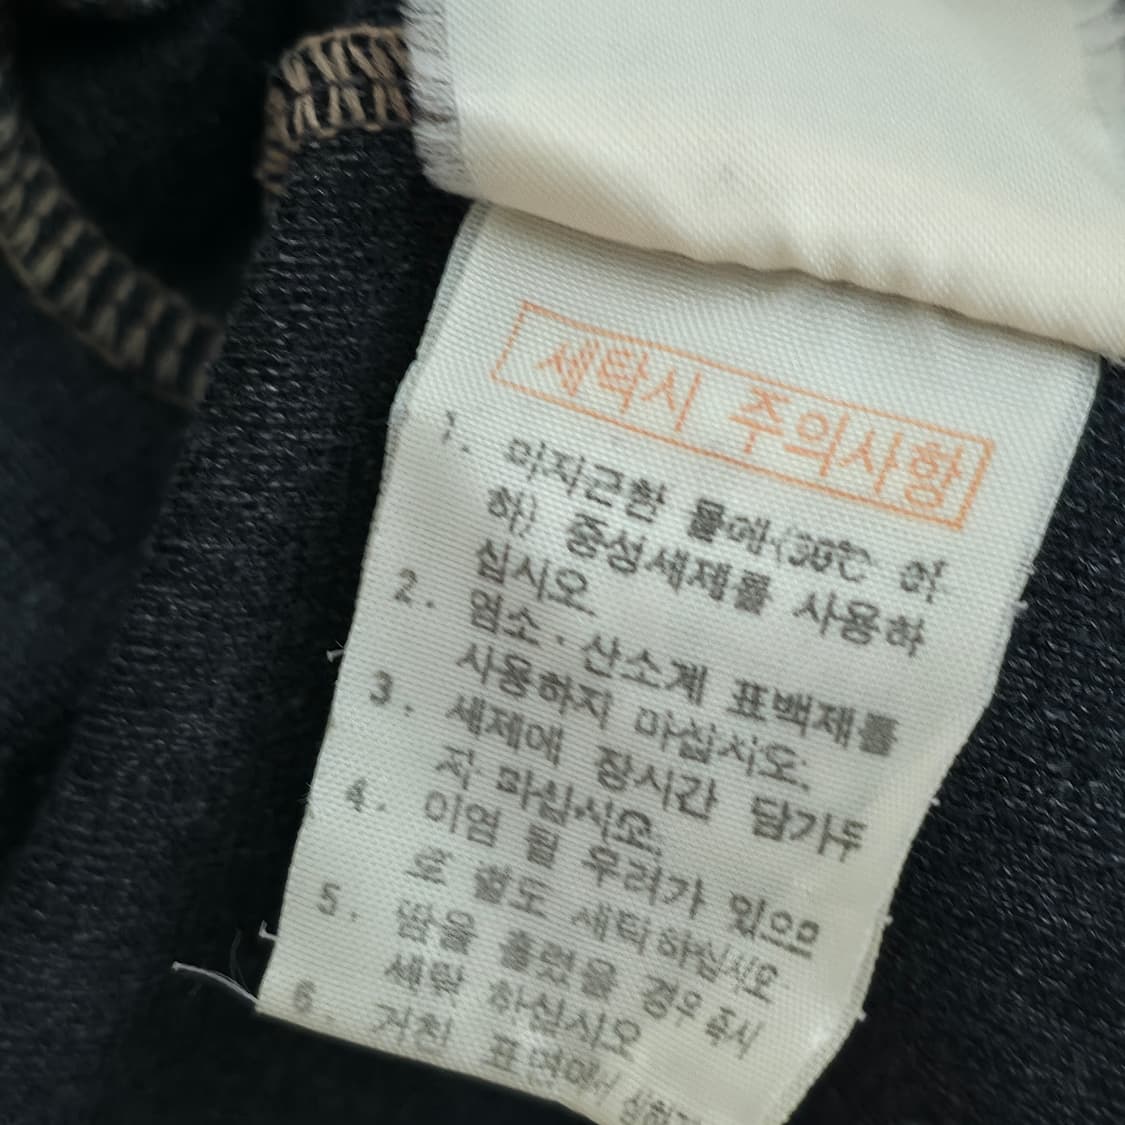 세탁시 주의사항
1. 미지근한 물에(30℃ 이
하) 중성세제를 사용하
십시오.
2. 염소·산소계 표백제를
사용하지 마십시오.
3. 세제에 장시간 담가두
지 마십시오.
4. 이염 될 우려가 있으므
로 별도 세탁하십시오
5. 땀을 흘렸을 경우 즉시
세탁 하십시오
6. 거친 표면에서